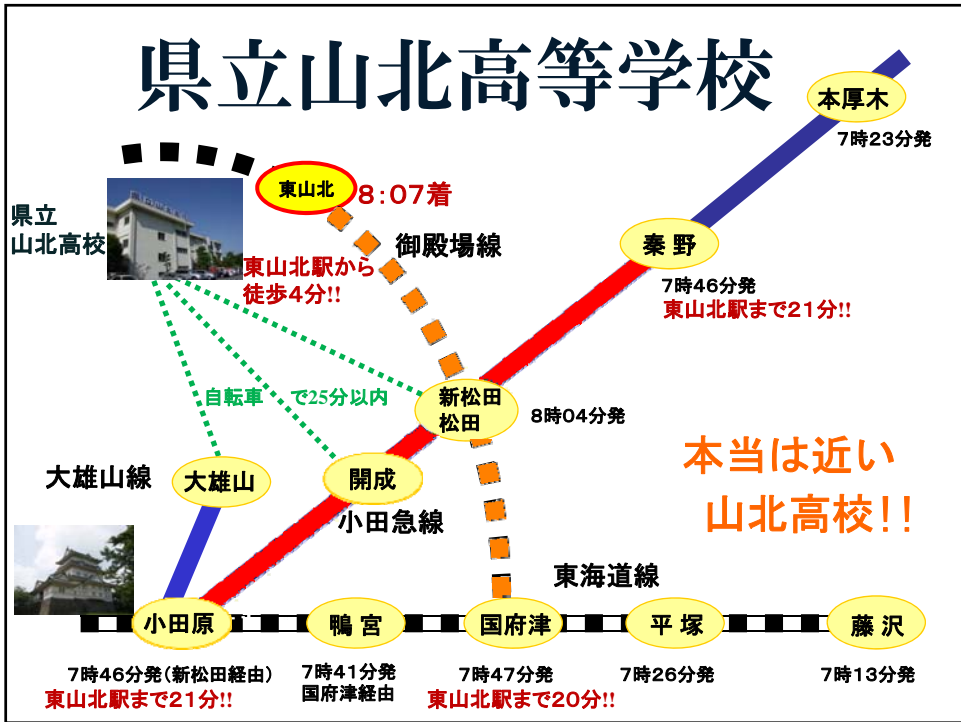 県立山北高等学校
本厚木
7時23分発
東山北
8:07着
県立
山北高校
御殿場線
東山北駅から
徒歩4分!!
秦野
7時46分発
東山北駅まで21分!!
自転車 で25分以内
新松田
松田
8時04分発
本当は近い
山北高校!!
大雄山線
大雄山
開成
小田急線
東海道線
小田原
鴨宮
国府津
平塚
藤沢
7時46分発(新松田経由)
東山北駅まで21分!!
7時41分発
国府津経由
7時47分発
東山北駅まで20分!!
7時26分発
7時13分発